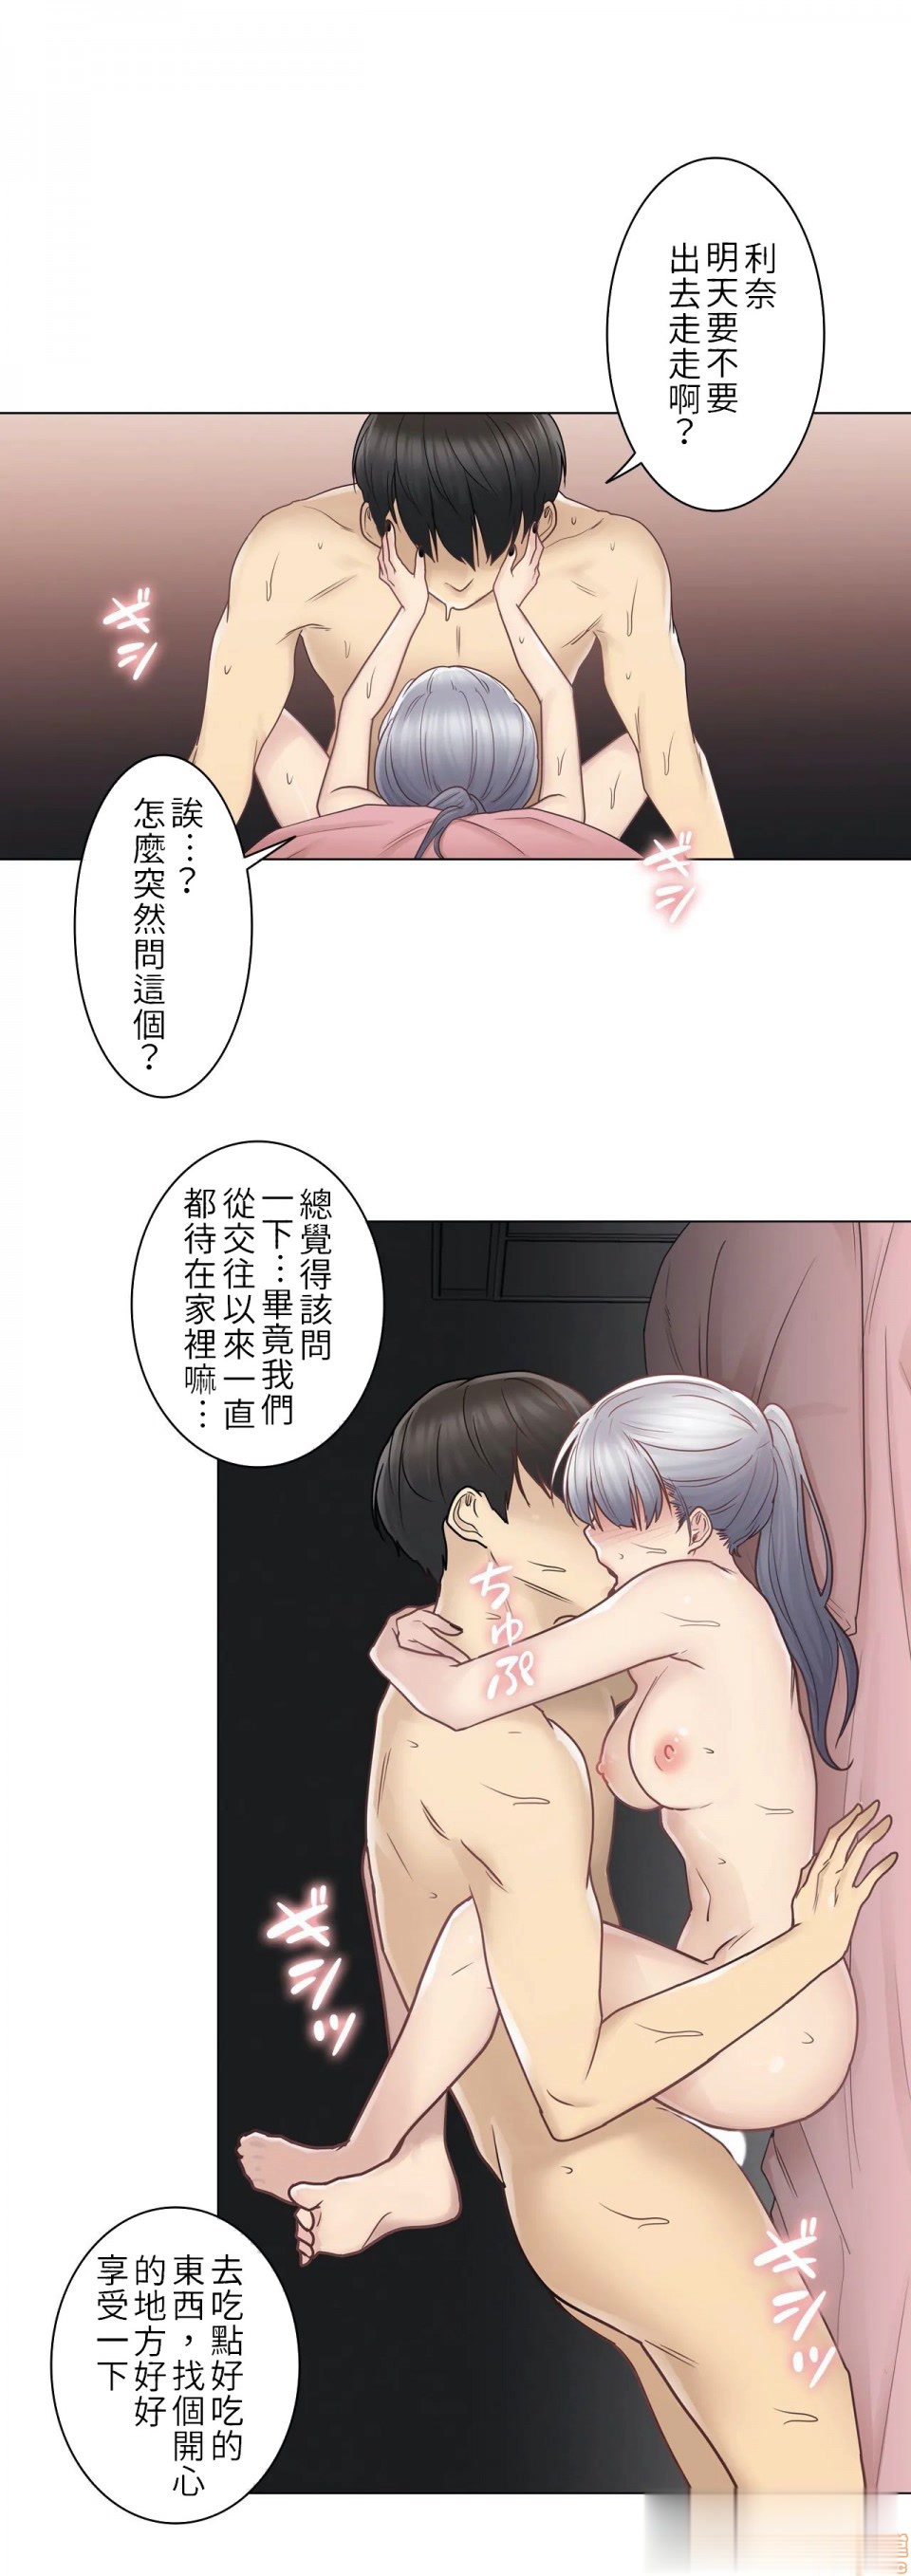 利奈
明天要不要
出去走走啊？
ギシ
誒…？
怎麼突然問這個？
ギシ
總覺得該問
一下…畢竟我們
從交往以來一直
都待在家裡嘛…
ちゅぷ
ギシッ
去吃點好吃的
東西，找個開心
的地方好好
享受一下
ギシッ